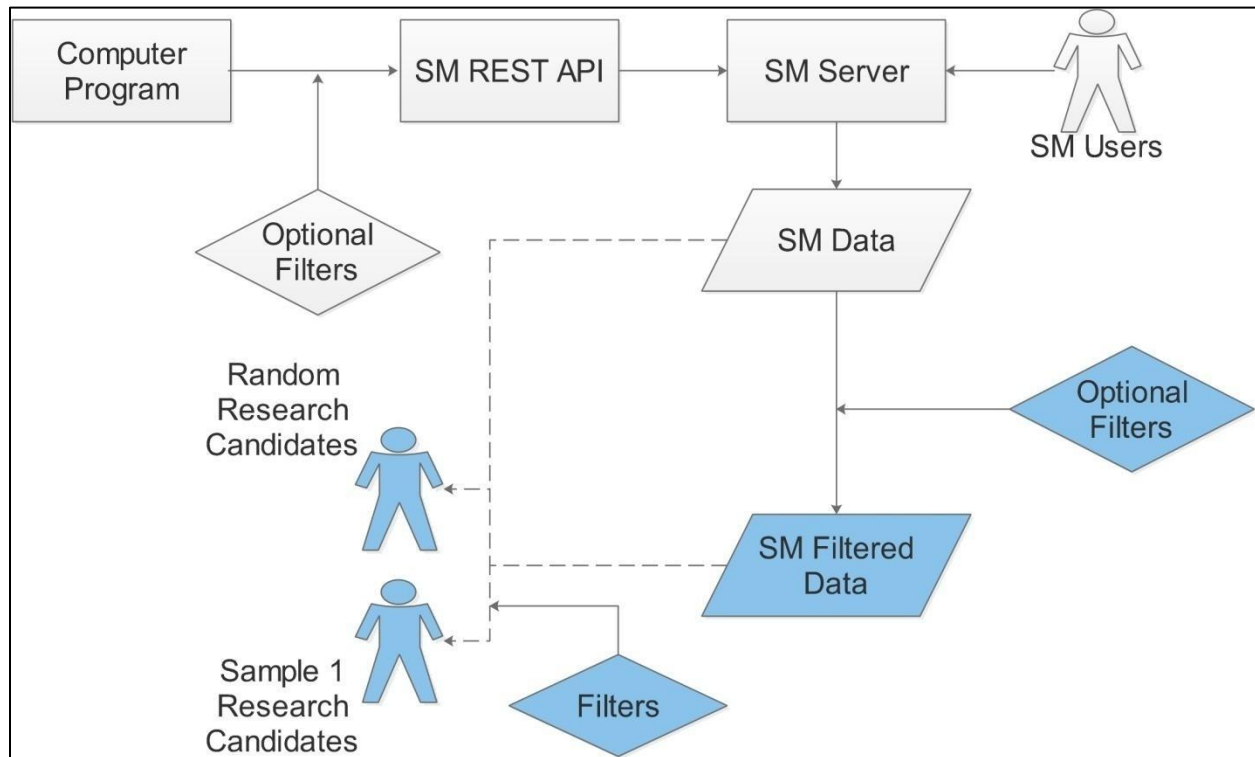 Computer
Program
SM REST API
SM Server
SM Users
Optional
Filters
SM Data
Random
Research
Candidates
Optional
Filters
SM Filtered
Data
Sample 1
Research
Candidates
Filters